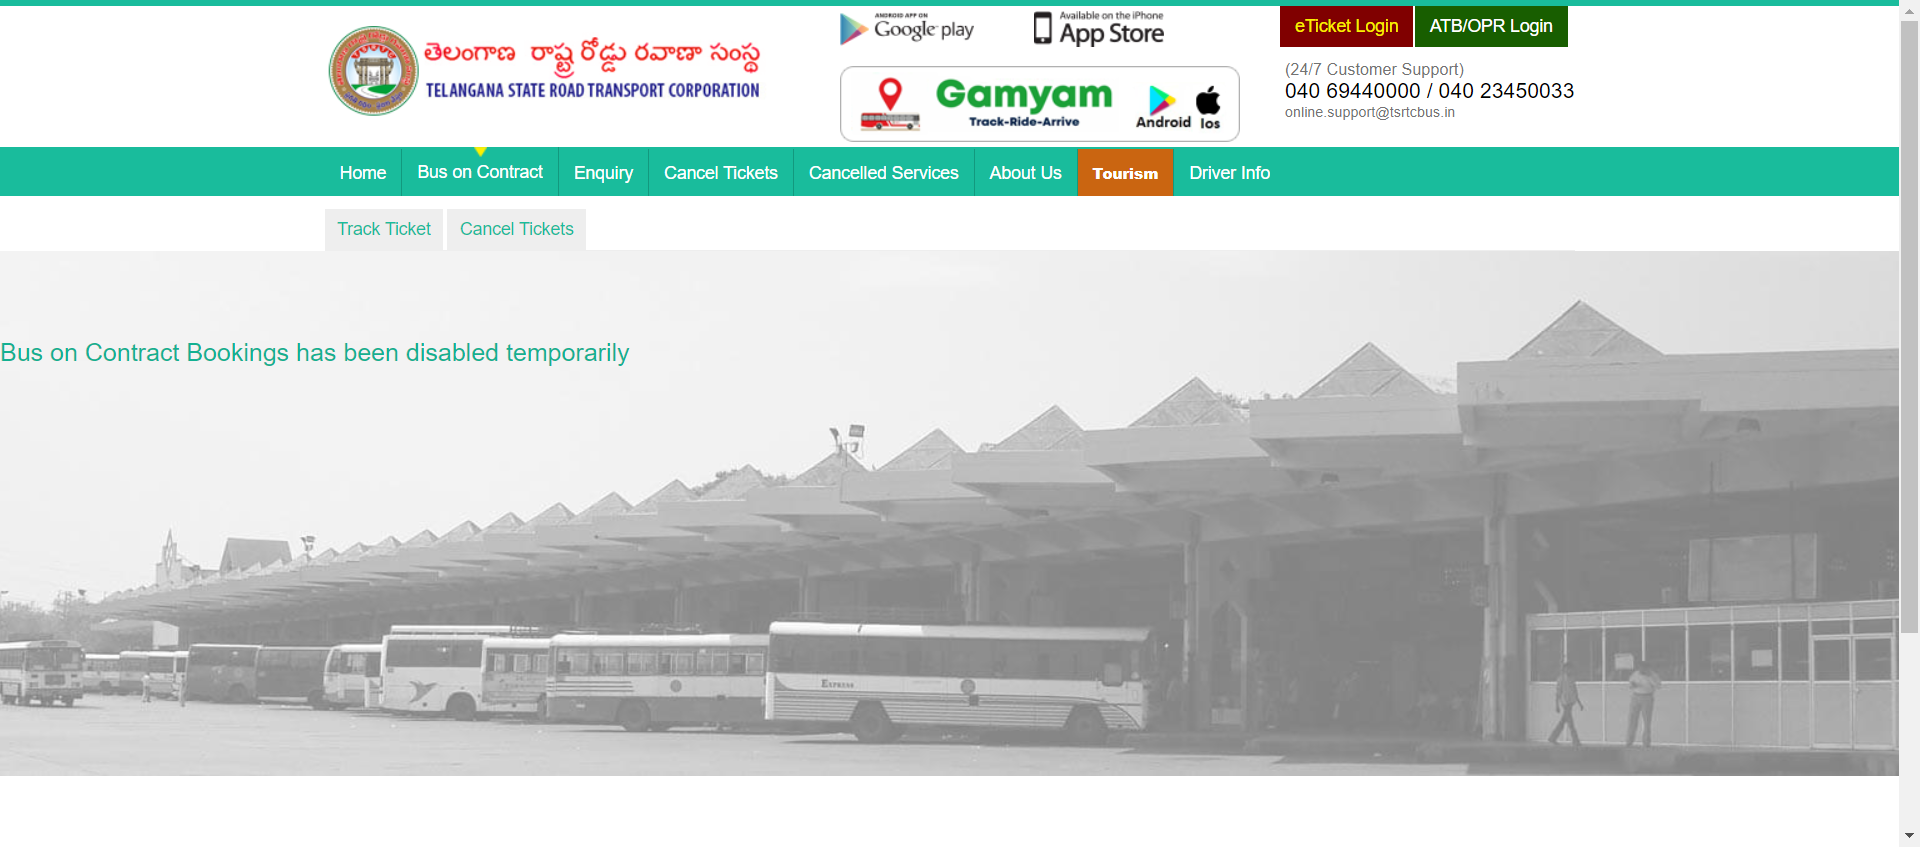 తెలంగాణ రాష్ట్ర రోడ్డు రవాణా సంస్థ
TELANGANA STATE ROAD TRANSPORT CORPORATION
ANDROID APP ON
Google play
Available on the iPhone
App Store
Gamyam
Track-Ride-Arrive
Android
Ios
eTicket Login
ATB/OPR Login
(24/7 Customer Support)
040 69440000 / 040 23450033
online.support@tsrtcbus.in
Home
Bus on Contract
Enquiry
Cancel Tickets
Cancelled Services
About Us
Tourism
Driver Info
Track Ticket
Cancel Tickets
Bus on Contract Bookings has been disabled temporarily
EXPRESS